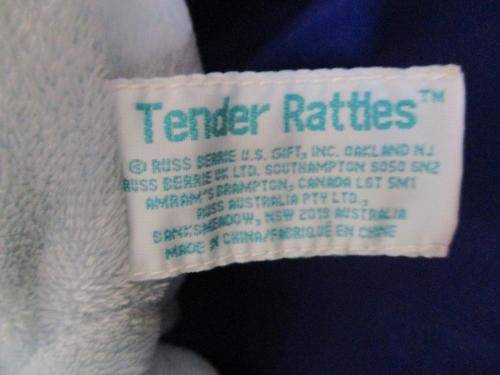 Tender Rattles™
© RUSS BERRIE U.S. GIFT, INC. OAKLAND NJ
RUSS BERRIE UK LTD. SOUTHAMPTON SO50 6NZ
AMRAM'S BRAMPTON, CANADA L6T 5M1
RUSS AUSTRALIA PTY LTD.,
BANKSMEADOW, NSW 2019 AUSTRALIA
MADE IN CHINA/FABRIQUE EN CHINE